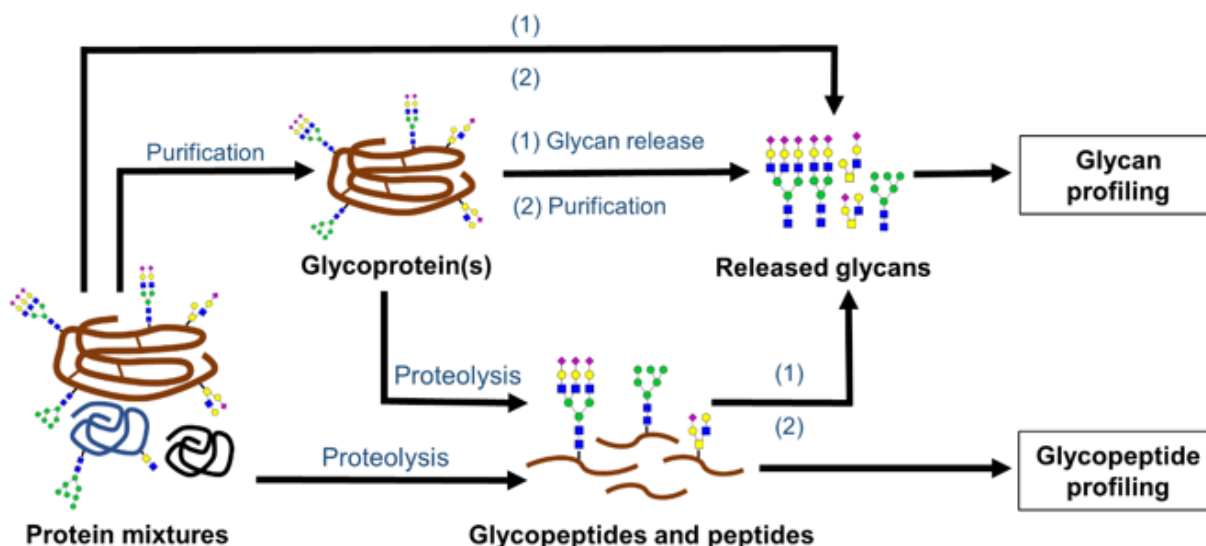 (1)
(2)
Purification
(1) Glycan release
(2) Purification
Glycan
profiling
Glycoprotein(s)
Released glycans
Proteolysis
(1)
(2)
Proteolysis
Glycopeptide
profiling
Protein mixtures
Glycopeptides and peptides